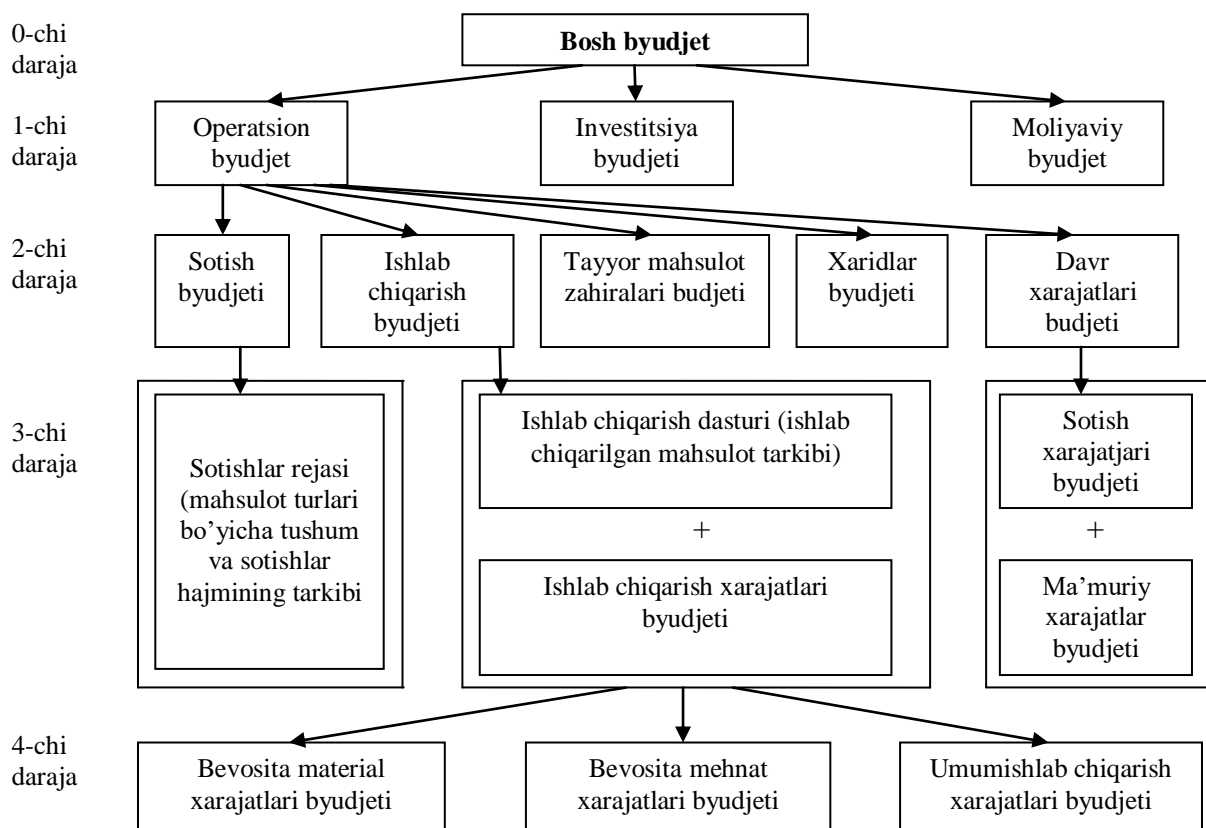 0-chi
daraja
Bosh byudjet
1-chi
daraja
Operatsion
byudjet
Investitsiya
byudjeti
Moliyaviy
byudjet
2-chi
daraja
Sotish
byudjeti
Ishlab
chiqarish
byudjeti
Tayyor mahsulot
zahiralari budjeti
Xaridlar
byudjeti
Davr
xarajatlari
budjeti
3-chi
daraja
Sotishlar rejasi
(mahsulot turlari
bo’yicha tushum
va sotishlar
hajmining tarkibi
Ishlab chiqarish dasturi (ishlab
chiqarilgan mahsulot tarkibi)
+
Ishlab chiqarish xarajatlari
byudjeti
Sotish
xarajatjari
byudjeti
+
Ma’muriy
xarajatlar
byudjeti
4-chi
daraja
Bevosita material
xarajatlari byudjeti
Bevosita mehnat
xarajatlari byudjeti
Umumishlab chiqarish
xarajatlari byudjeti